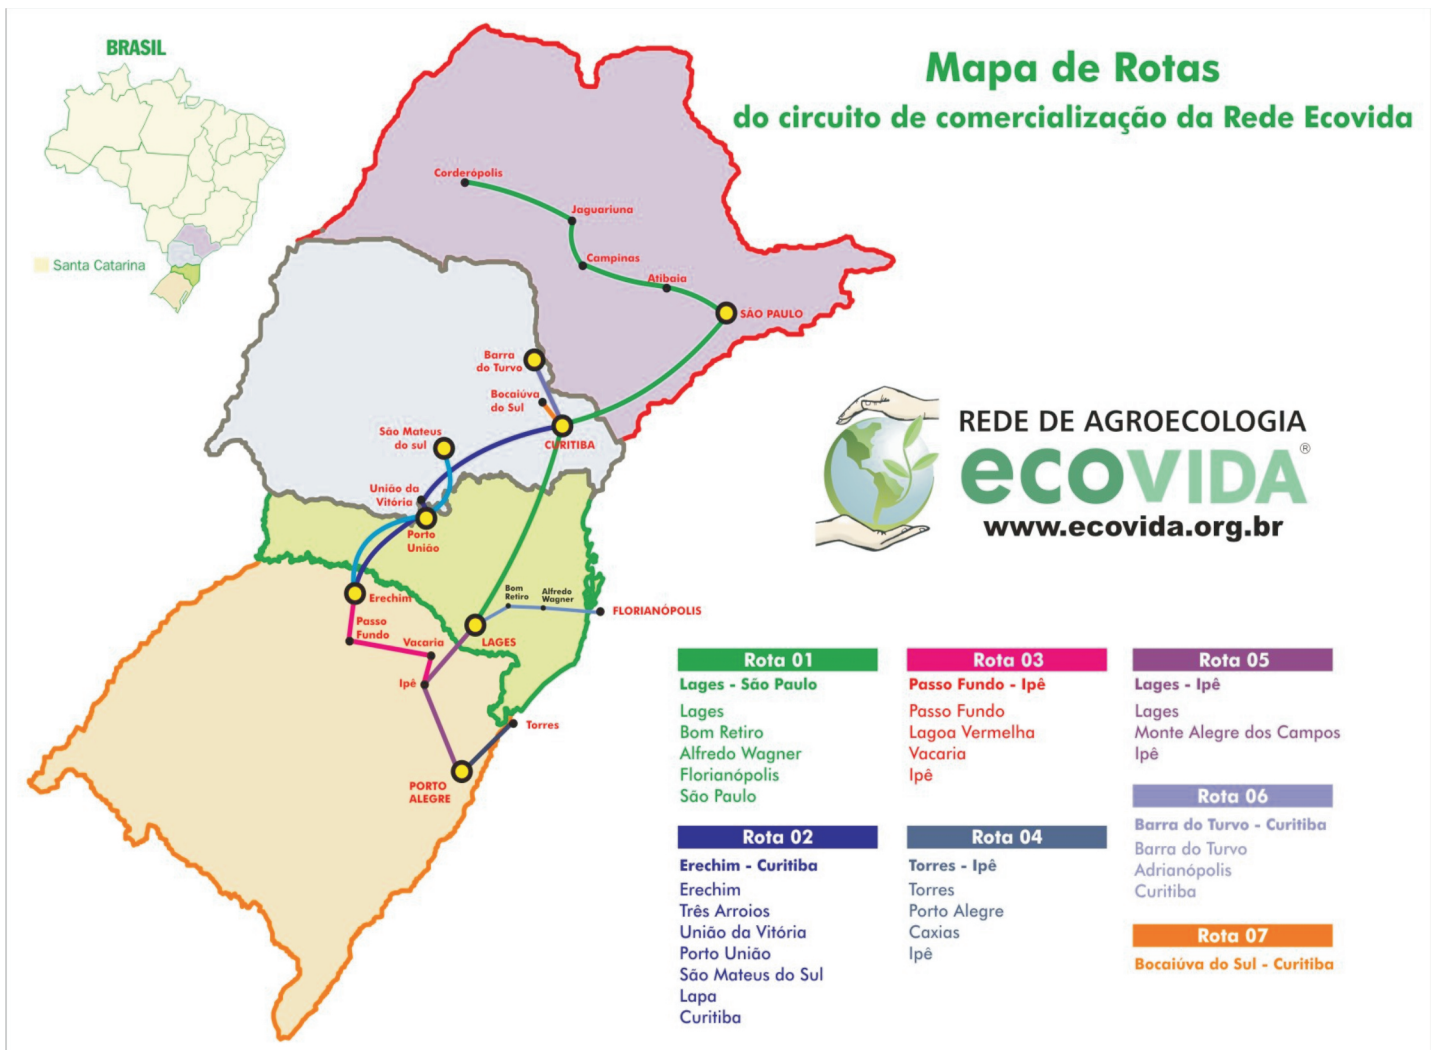 BRASIL
Santa Catarina
Mapa de Rotas
do circuito de comercialização da Rede Ecovida
Corderópolis
Jaguariuna
Campinas
Atibaia
SÁO PAULO
Barra
do Turvo
Bocaiúva
do Sul
CURITIBA
São Mateus
do sul
União da
Vitória
Porto
União
Erechim
Passo
Fundo
Vacaria
Ipê
LAGES
Bom
Retiro
Alfredo
Wagner
FLORIANÓPOLIS
Torres
PORTO
ALEGRE
REDE DE AGROECOLOGIA
ecoVIDA®
www.ecovida.org.br
Rota 01
Lages - São Paulo
Lages
Bom Retiro
Alfredo Wagner
Florianópolis
São Paulo
Rota 02
Erechim - Curitiba
Erechim
Três Arroios
União da Vitória
Porto União
São Mateus do Sul
Lapa
Curitiba
Rota 03
Passo Fundo - Ipê
Passo Fundo
Lagoa Vermelha
Vacaria
Ipê
Rota 04
Torres - Ipê
Torres
Porto Alegre
Caxias
Ipê
Rota 05
Lages - Ipê
Lages
Monte Alegre dos Campos
Ipê
Rota 06
Barra do Turvo - Curitiba
Barra do Turvo
Adrianópolis
Curitiba
Rota 07
Bocaiúva do Sul - Curitiba